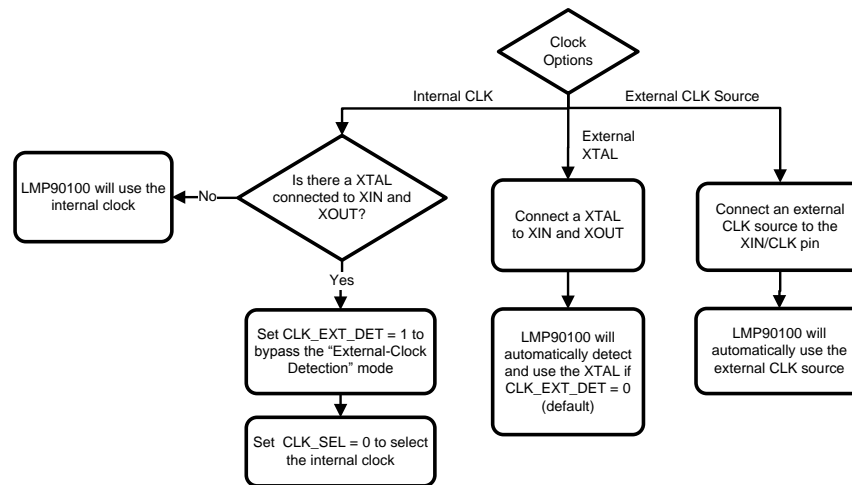 Clock
Options
Internal CLK
External CLK Source
External
XTAL
LMP90100 will use the
internal clock
No
Is there a XTAL
connected to XIN and
XOUT?
Connect a XTAL
to XIN and XOUT
Connect an external
CLK source to the
XIN/CLK pin
Yes
Set CLK_EXT_DET = 1 to
bypass the “External-Clock
Detection” mode
LMP90100 will
automatically detect
and use the XTAL if
CLK_EXT_DET = 0
(default)
LMP90100 will
automatically use the
external CLK source
Set CLK_SEL = 0 to select
the internal clock